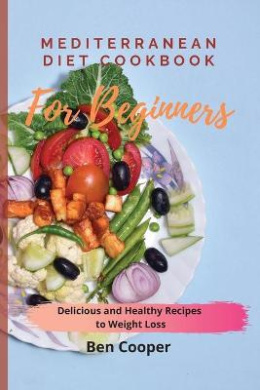 MEDITERRANEAN
DIET COOKBOOK
For Beginners
Delicious and Healthy Recipes
to Weight Loss
Ben Cooper